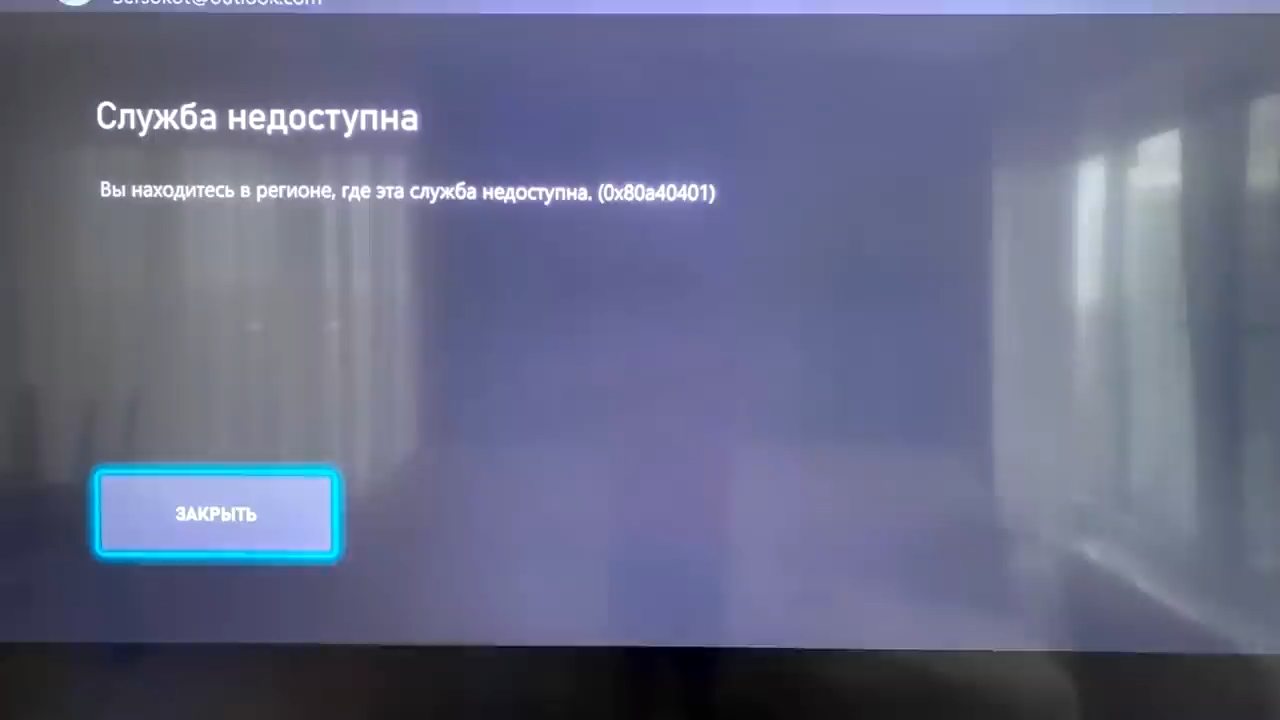 Служба недоступна
Вы находитесь в регионе, где эта служба недоступна. (0x80a40401)
ЗАКРЫТЬ